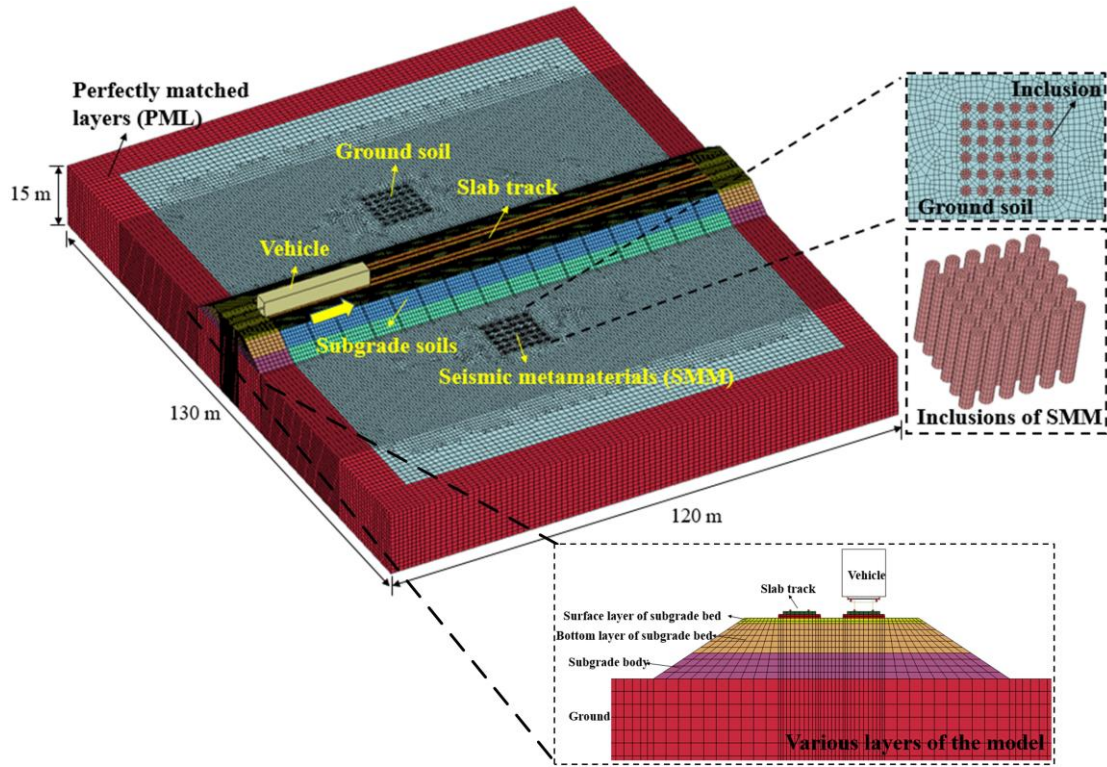 Perfectly matched
layers (PML)
15 m
Ground soil
Slab track
Vehicle
Subgrade soils
Seismic metamaterials (SMM)
130 m
120 m
Inclusion
Ground soil
Inclusions of SMM
Vehicle
Slab track
Surface layer of subgrade bed
Bottom layer of subgrade bed
Subgrade body
Ground
Various layers of the model